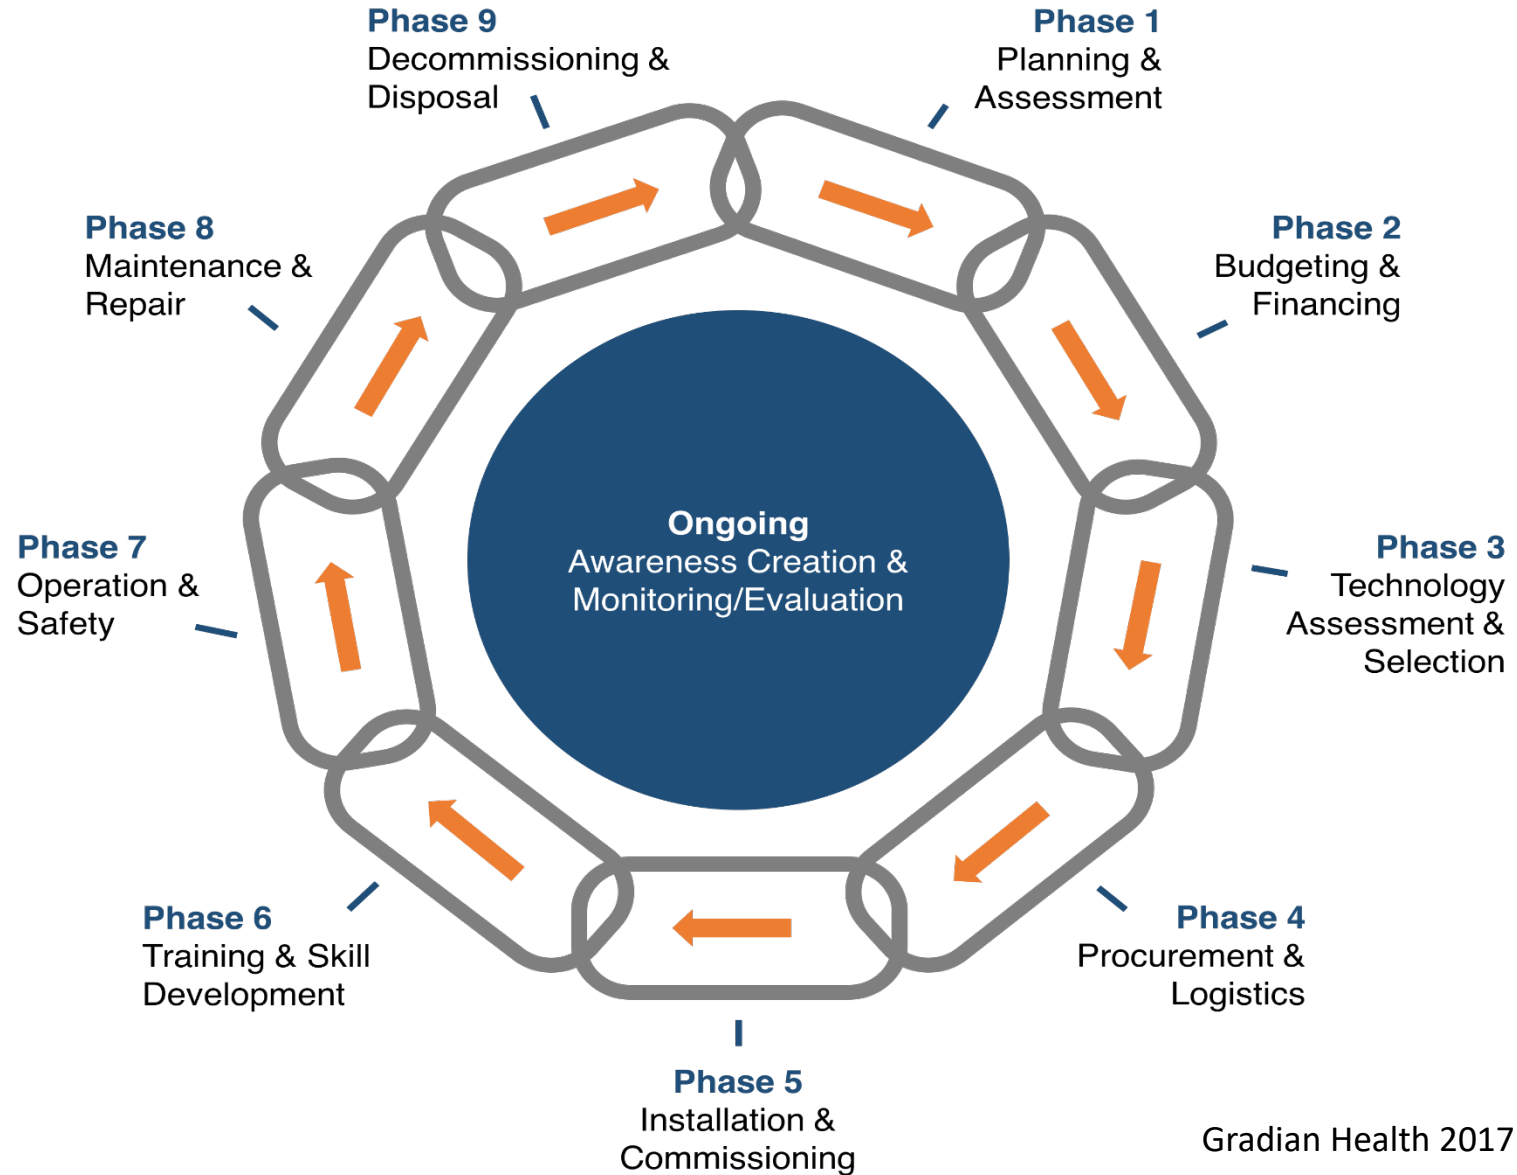 Phase 9
Decommissioning &
Disposal
Phase 1
Planning &
Assessment
Phase 8
Maintenance &
Repair
Phase 2
Budgeting &
Financing
Ongoing
Awareness Creation &
Monitoring/Evaluation
Phase 7
Operation &
Safety
Phase 3
Technology
Assessment &
Selection
Phase 6
Training & Skill
Development
Phase 4
Procurement &
Logistics
Phase 5
Installation &
Commissioning
Gradian Health 2017